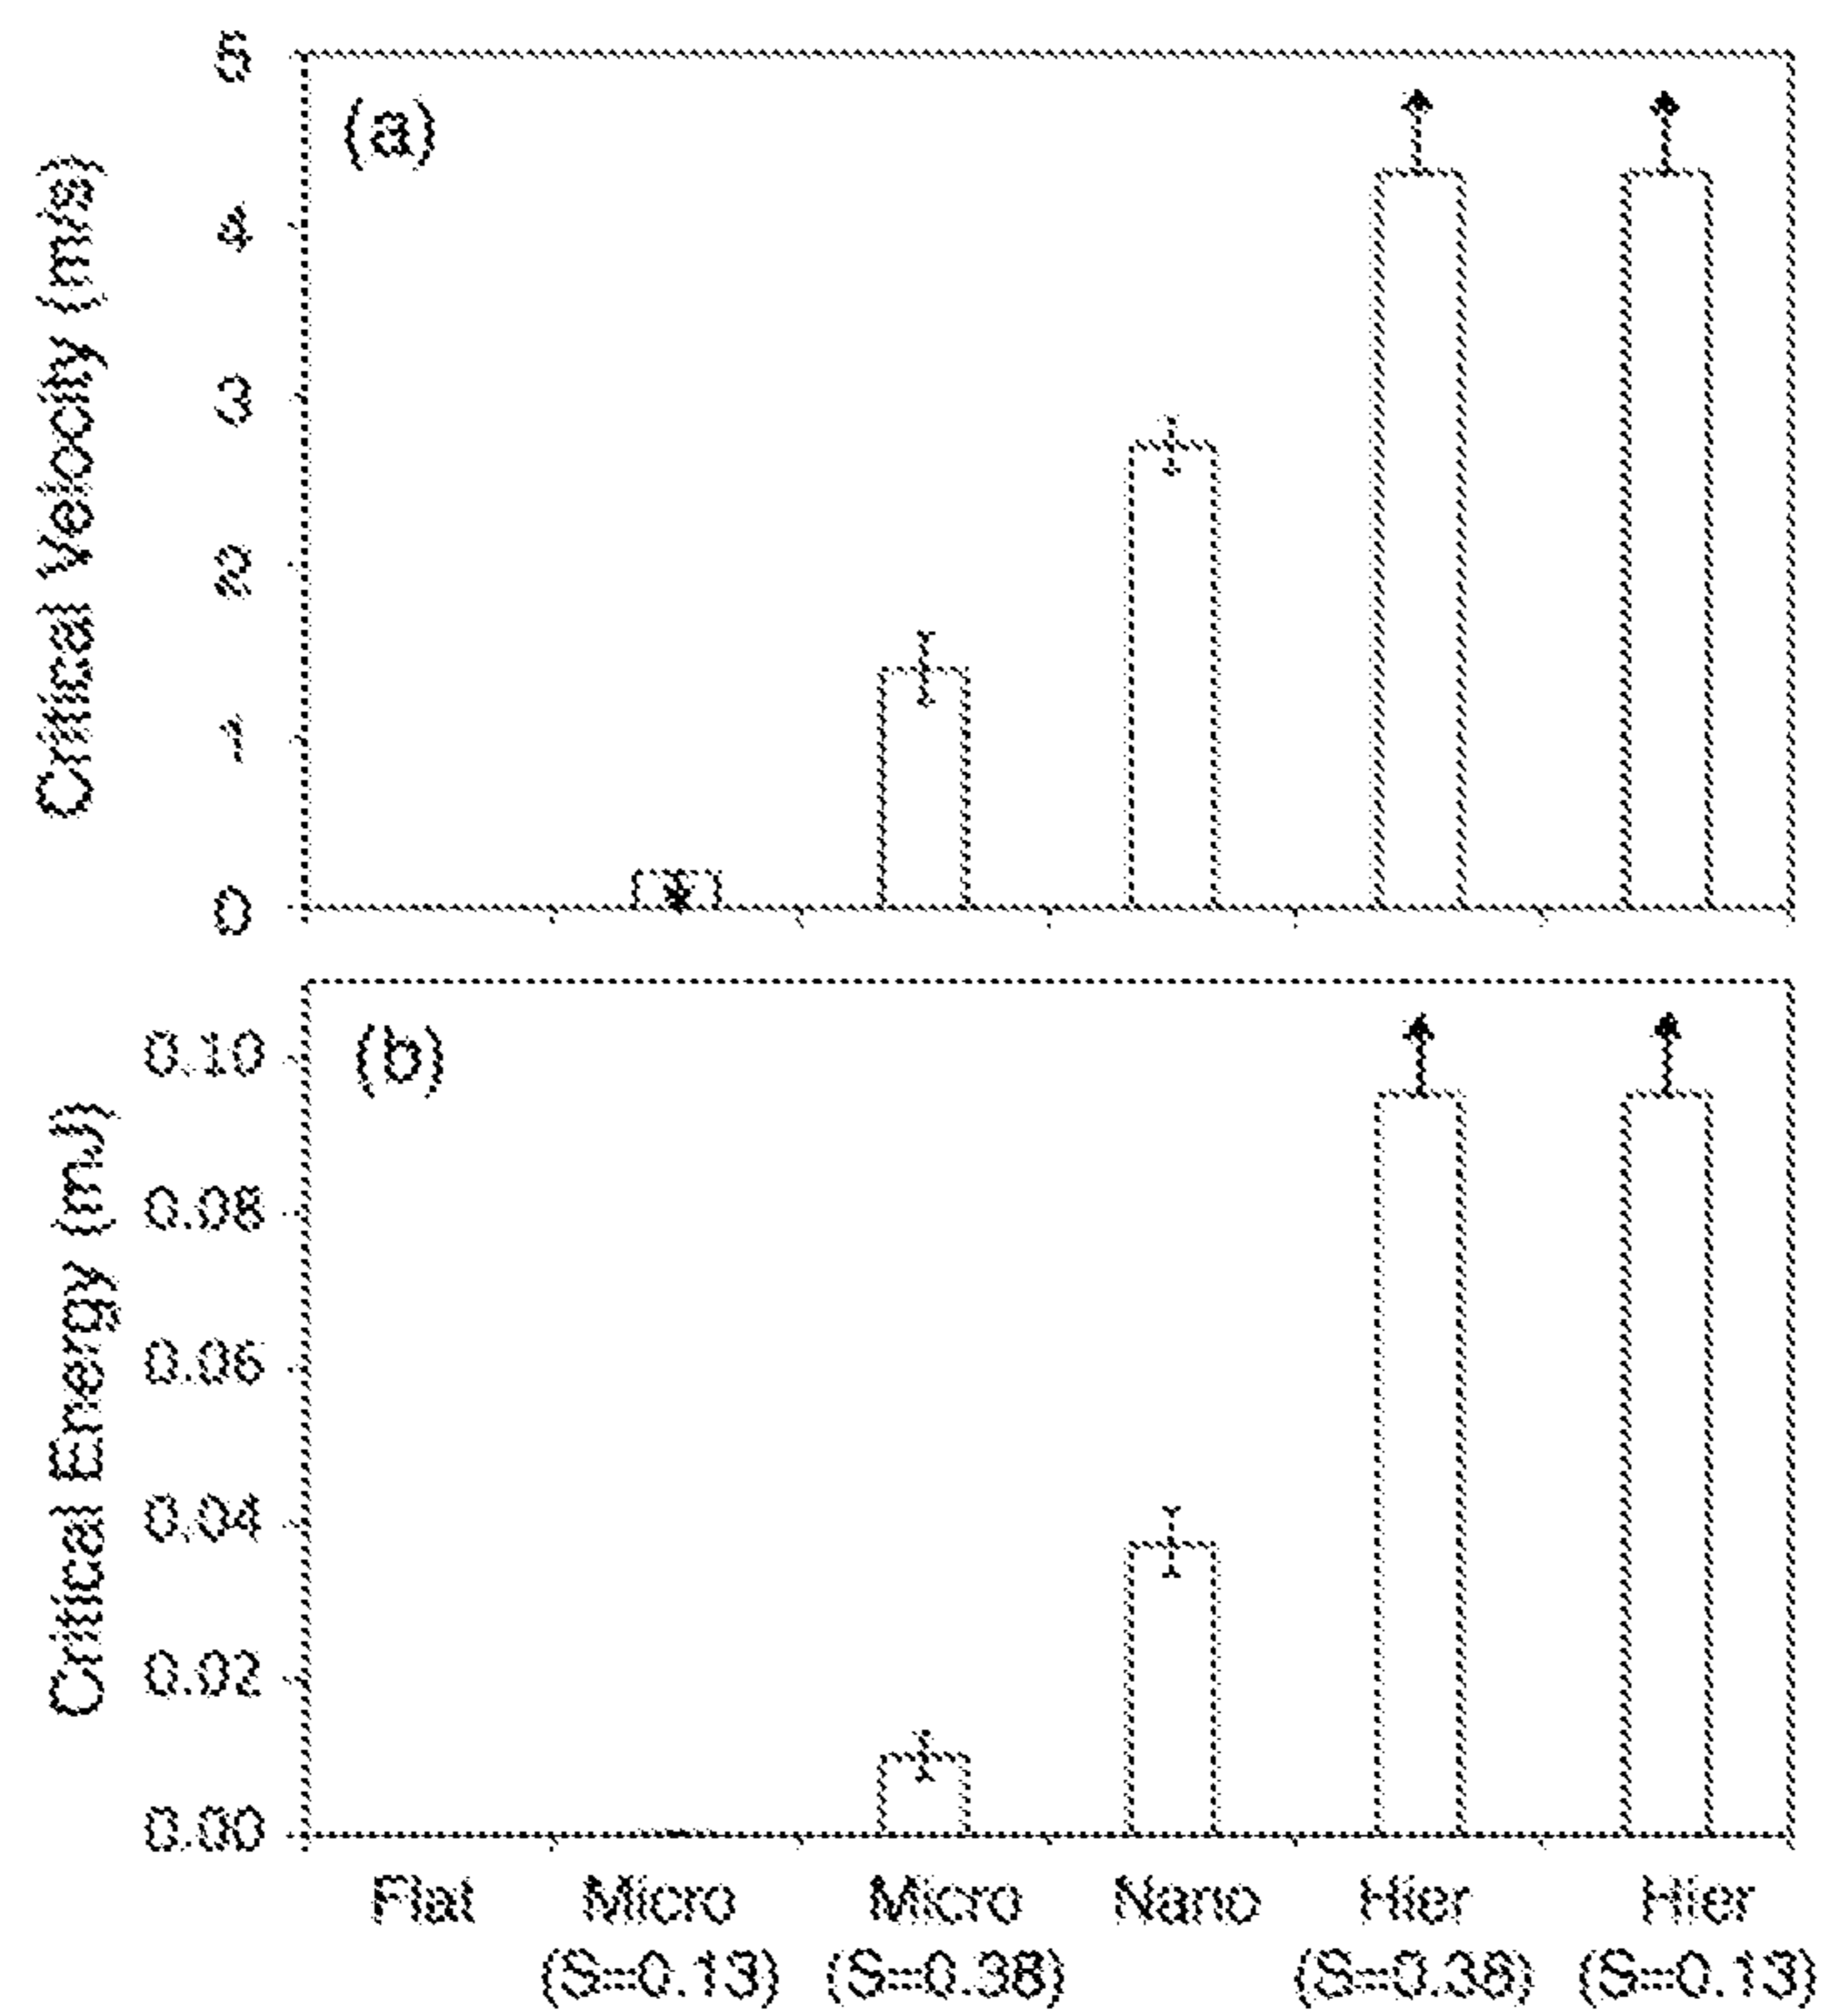 5
(a)
4
3
2
1
0
Critical Velocity (m/s)
(b)
0.10
0.08
0.06
0.04
0.02
0.00
Critical Energy (mJ)
Flat Micro Micro Nano Hier Hier
(S=0.13) (S=0.38) (S=0.38) (S=0.13)